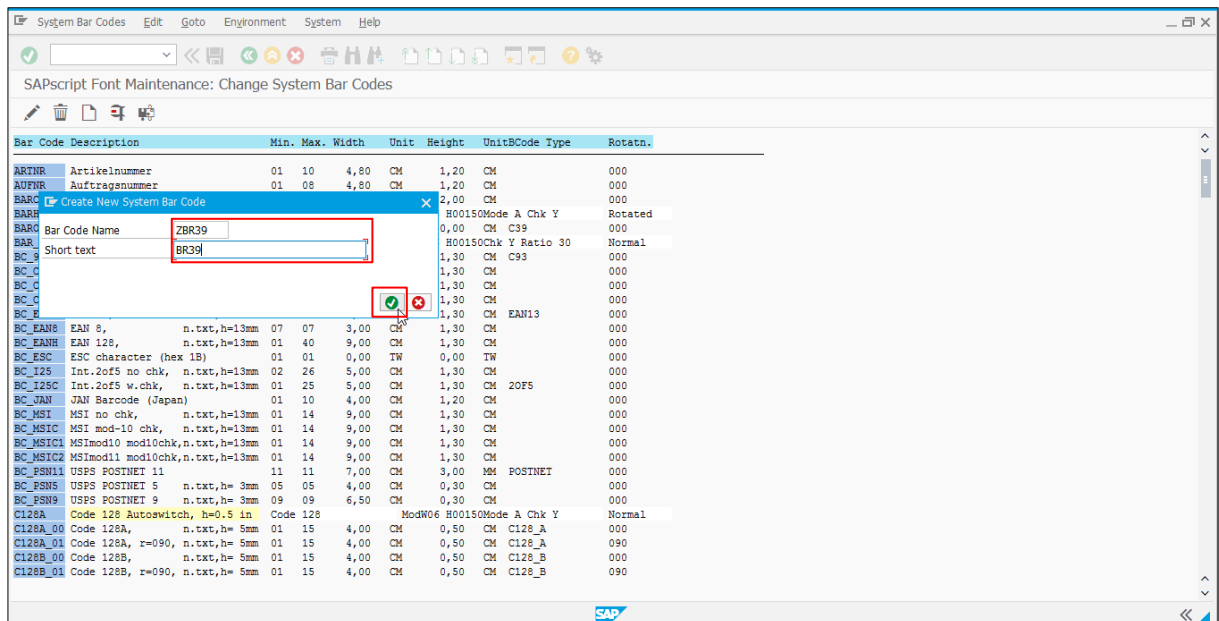 System Bar Codes Edit Goto Environment System Help
SAPscript Font Maintenance: Change System Bar Codes
Bar Code Description Min. Max. Width Unit Height UnitBCode Type Rotatn.
ARTNR Artikelnummer 01 10 4,80 CM 1,20 CM 000
AUFNR Auftragsnummer 01 08 4,80 CM 1,20 CM 000
BARC 2,00 CM 000
Create New System Bar Code
BARH H00150Mode A Chk Y Rotated
Bar Code Name ZBR39
BARC 0,00 CM C39 000
Short text BR39
BAR_ H00150Chk Y Ratio 30 Normal
BC_9 1,30 CM C93 000
BC_C 1,30 CM 000
BC_C 1,30 CM 000
BC_C 1,30 CM 000
BC_E 1,30 CM EAN13 000
BC_EAN8 EAN 8, n.txt,h=13mm 07 07 3,00 CM 1,30 CM 000
BC_EANH EAN 128, n.txt,h=13mm 01 40 9,00 CM 1,30 CM 000
BC_ESC ESC character (hex 1B) 01 01 0,00 TW 0,00 TW 000
BC_I25 Int.2of5 no chk, n.txt,h=13mm 02 26 5,00 CM 1,30 CM 000
BC_I25C Int.2of5 w.chk, n.txt,h=13mm 01 25 5,00 CM 1,30 CM 2OF5 000
BC_JAN JAN Barcode (Japan) 01 10 4,00 CM 1,20 CM 000
BC_MSI MSI no chk, n.txt,h=13mm 01 14 9,00 CM 1,30 CM 000
BC_MSIC MSI mod-10 chk, n.txt,h=13mm 01 14 9,00 CM 1,30 CM 000
BC_MSIC1 MSImod10 mod10chk,n.txt,h=13mm 01 14 9,00 CM 1,30 CM 000
BC_MSIC2 MSImod11 mod10chk,n.txt,h=13mm 01 14 9,00 CM 1,30 CM 000
BC_PSN11 USPS POSTNET 11 11 11 7,00 CM 3,00 MM POSTNET 000
BC_PSN5 USPS POSTNET 5 n.txt,h= 3mm 05 05 4,00 CM 0,30 CM 000
BC_PSN9 USPS POSTNET 9 n.txt,h= 3mm 09 09 6,50 CM 0,30 CM 000
C128A Code 128 Autoswitch, h=0.5 in Code 128 ModW06 H00150Mode A Chk Y Normal
C128A_00 Code 128A, n.txt,h= 5mm 01 15 4,00 CM 0,50 CM C128_A 000
C128A_01 Code 128A, r=090, n.txt,h= 5mm 01 15 4,00 CM 0,50 CM C128_A 090
C128B_00 Code 128B, n.txt,h= 5mm 01 15 4,00 CM 0,50 CM C128_B 000
C128B_01 Code 128B, r=090, n.txt,h= 5mm 01 15 4,00 CM 0,50 CM C128_B 090
SAP